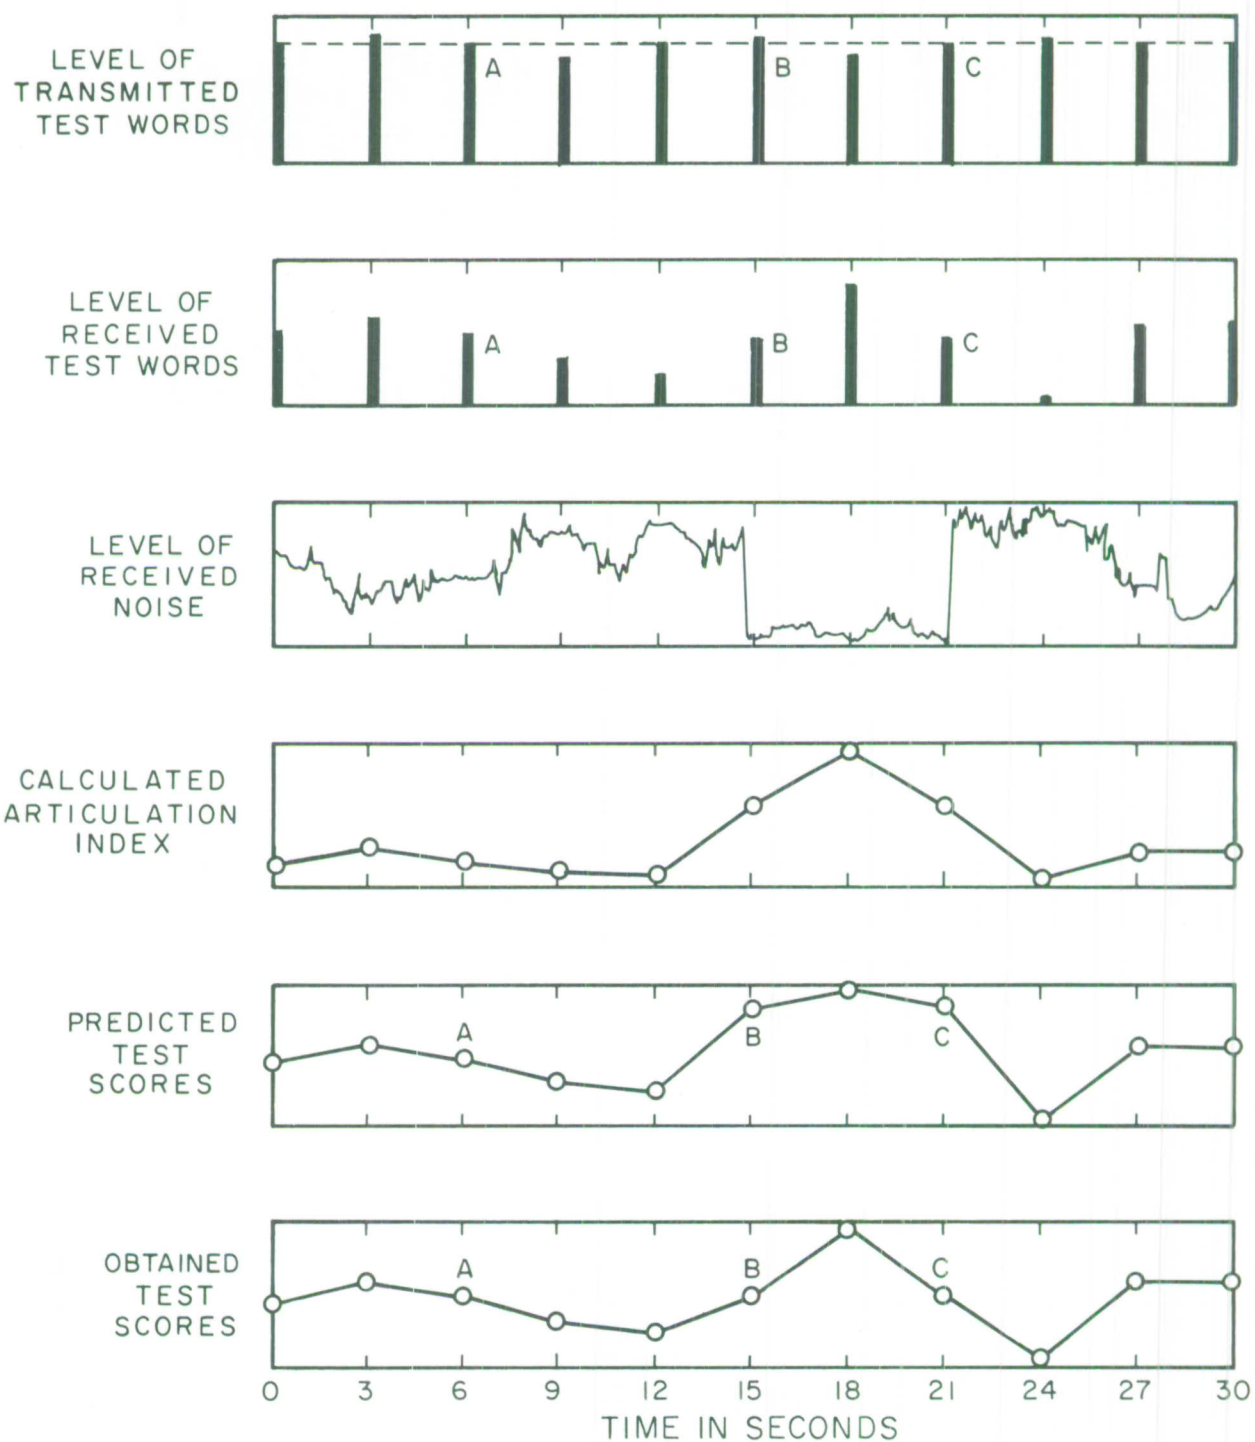 LEVEL OF
TRANSMITTED
TEST WORDS
A
B
C
LEVEL OF
RECEIVED
TEST WORDS
A
B
C
LEVEL OF
RECEIVED
NOISE
CALCULATED
ARTICULATION
INDEX
PREDICTED
TEST
SCORES
A
B
C
OBTAINED
TEST
SCORES
A
B
C
0 3 6 9 12 15 18 21 24 27 30
TIME IN SECONDS